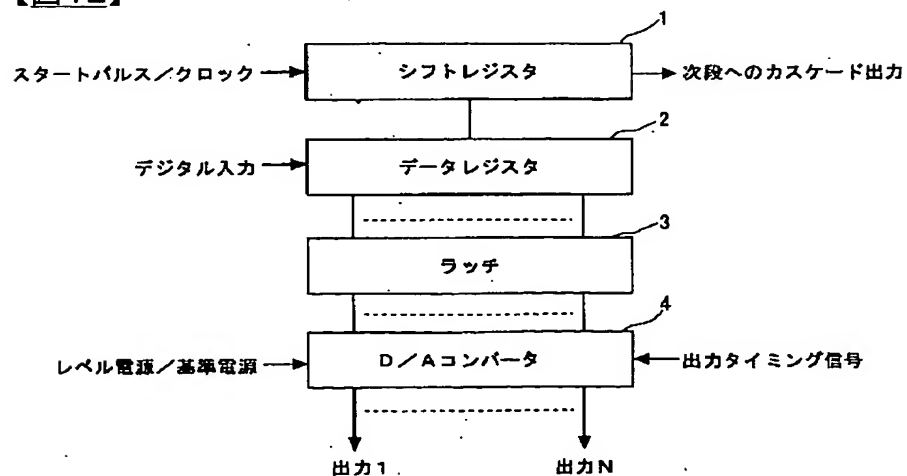 【図12】
1
スタートパルス/クロック
シフトレジスタ
次段へのカスケード出力
2
デジタル入力
データレジスタ
3
ラッチ
4
レベル電源/基準電源
D/Aコンバータ
出力タイミング信号
出力1
出力N